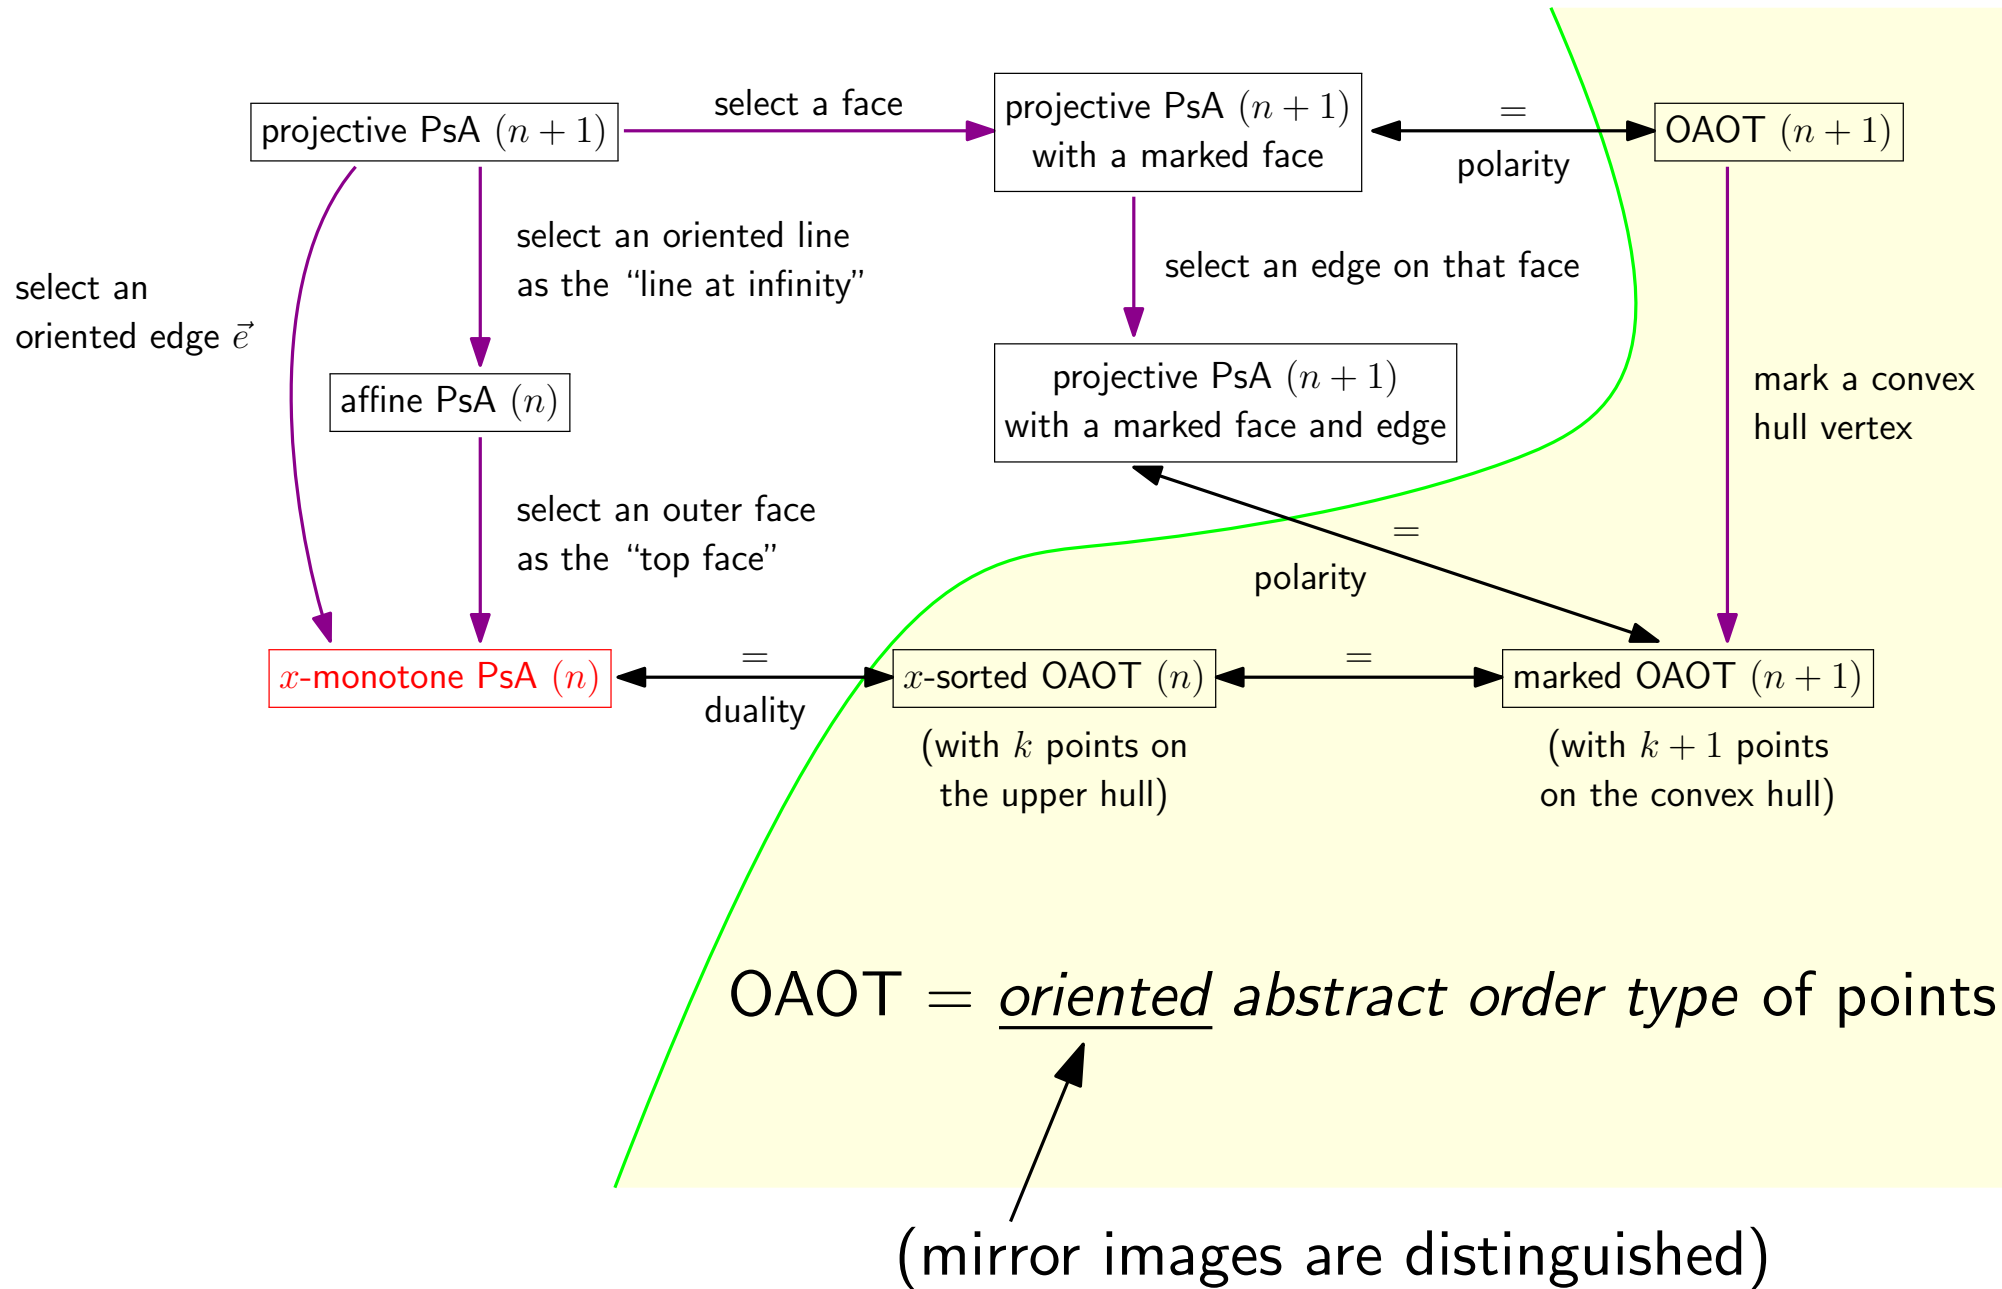 select a face
projective PsA (n + 1)
projective PsA (n + 1)
with a marked face
=
polarity
OAOT (n + 1)
select an
oriented edge e⃗
select an oriented line
as the “line at infinity”
select an edge on that face
affine PsA (n)
projective PsA (n + 1)
with a marked face and edge
mark a convex
hull vertex
select an outer face
as the “top face”
=
polarity
x-monotone PsA (n)
=
duality
x-sorted OAOT (n)
=
marked OAOT (n + 1)
(with k points on
the upper hull)
(with k + 1 points
on the convex hull)
OAOT = oriented abstract order type of points
(mirror images are distinguished)